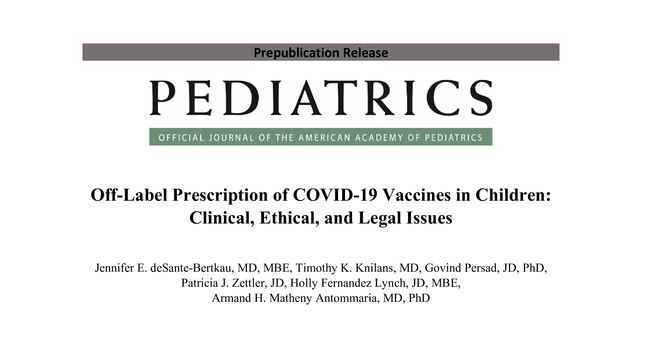 Prepublication Release
PEDIATRICS
OFFICIAL JOURNAL OF THE AMERICAN ACADEMY OF PEDIATRICS
Off-Label Prescription of COVID-19 Vaccines in Children:
Clinical, Ethical, and Legal Issues
Jennifer E. deSante-Bertkau, MD, MBE, Timothy K. Knilans, MD, Govind Persad, JD, PhD,
Patricia J. Zettler, JD, Holly Fernandez Lynch, JD, MBE,
Armand H. Matheny Antommaria, MD, PhD